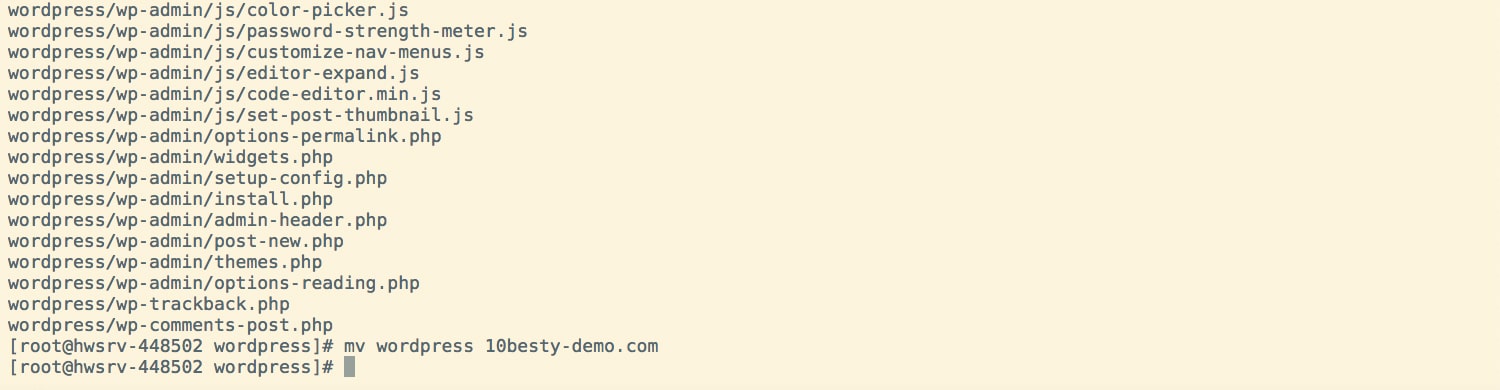 wordpress/wp-admin/js/color-picker.js
wordpress/wp-admin/js/password-strength-meter.js
wordpress/wp-admin/js/customize-nav-menus.js
wordpress/wp-admin/js/editor-expand.js
wordpress/wp-admin/js/code-editor.min.js
wordpress/wp-admin/js/set-post-thumbnail.js
wordpress/wp-admin/options-permalink.php
wordpress/wp-admin/widgets.php
wordpress/wp-admin/setup-config.php
wordpress/wp-admin/install.php
wordpress/wp-admin/admin-header.php
wordpress/wp-admin/post-new.php
wordpress/wp-admin/themes.php
wordpress/wp-admin/options-reading.php
wordpress/wp-trackback.php
wordpress/wp-comments-post.php
[root@hwsrv-448502 wordpress]# mv wordpress 10besty-demo.com
[root@hwsrv-448502 wordpress]#